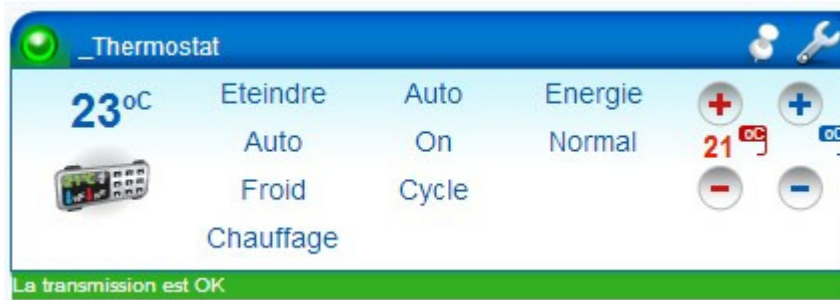 _Thermostat
23°C
Eteindre Auto Energie
Auto On Normal
21 °C
Froid Cycle
Chauffage
La transmission est OK